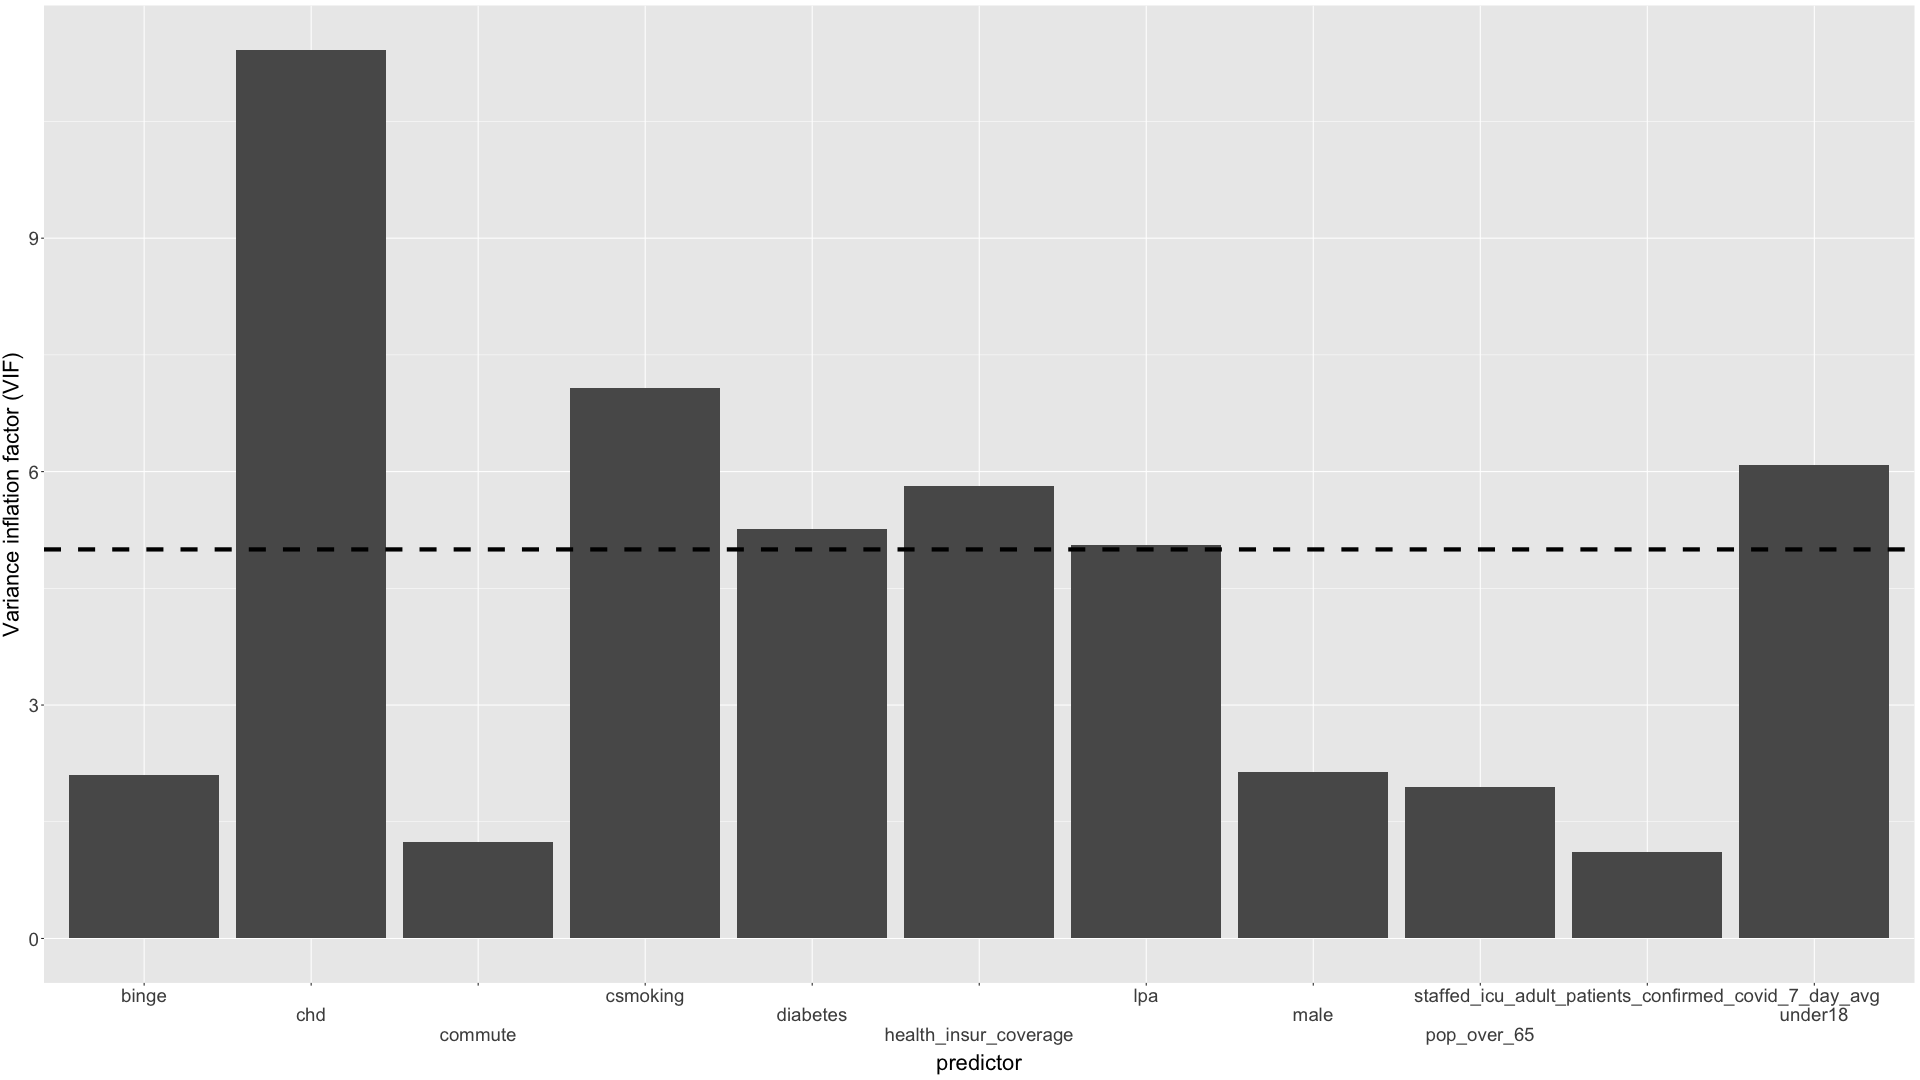 Variance inflation factor (VIF)
9
6
3
0
binge
csmoking
lpa
staffed_icu_adult_patients_confirmed_covid_7_day_avg
chd
diabetes
male
under18
commute
health_insur_coverage
pop_over_65
predictor